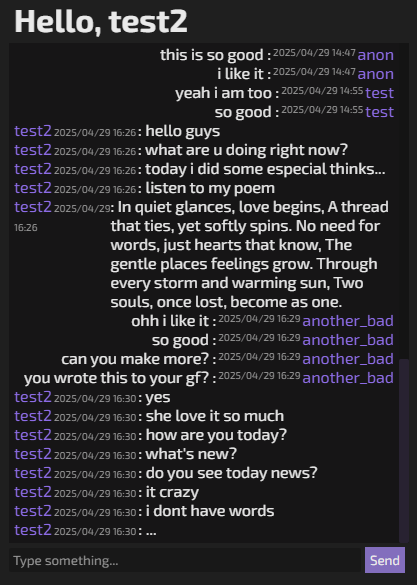 Hello, test2
this is so good : 2025/04/29 14:47 anon
i like it : 2025/04/29 14:47 anon
yeah i am too : 2025/04/29 14:55 test
so good : 2025/04/29 14:55 test
test2 2025/04/29 16:26 : hello guys
test2 2025/04/29 16:26 : what are u doing right now?
test2 2025/04/29 16:26 : today i did some especial thinks...
test2 2025/04/29 16:26 : listen to my poem
test2 2025/04/29 : In quiet glances, love begins, A thread
16:26 that ties, yet softly spins. No need for
words, just hearts that know, The
gentle places feelings grow. Through
every storm and warming sun, Two
souls, once lost, become as one.
ohh i like it : 2025/04/29 16:29 another_bad
so good : 2025/04/29 16:29 another_bad
can you make more? : 2025/04/29 16:29 another_bad
you wrote this to your gf? : 2025/04/29 16:29 another_bad
test2 2025/04/29 16:30 : yes
test2 2025/04/29 16:30 : she love it so much
test2 2025/04/29 16:30 : how are you today?
test2 2025/04/29 16:30 : what's new?
test2 2025/04/29 16:30 : do you see today news?
test2 2025/04/29 16:30 : it crazy
test2 2025/04/29 16:30 : i dont have words
test2 2025/04/29 16:30 : ...
Type something... Send